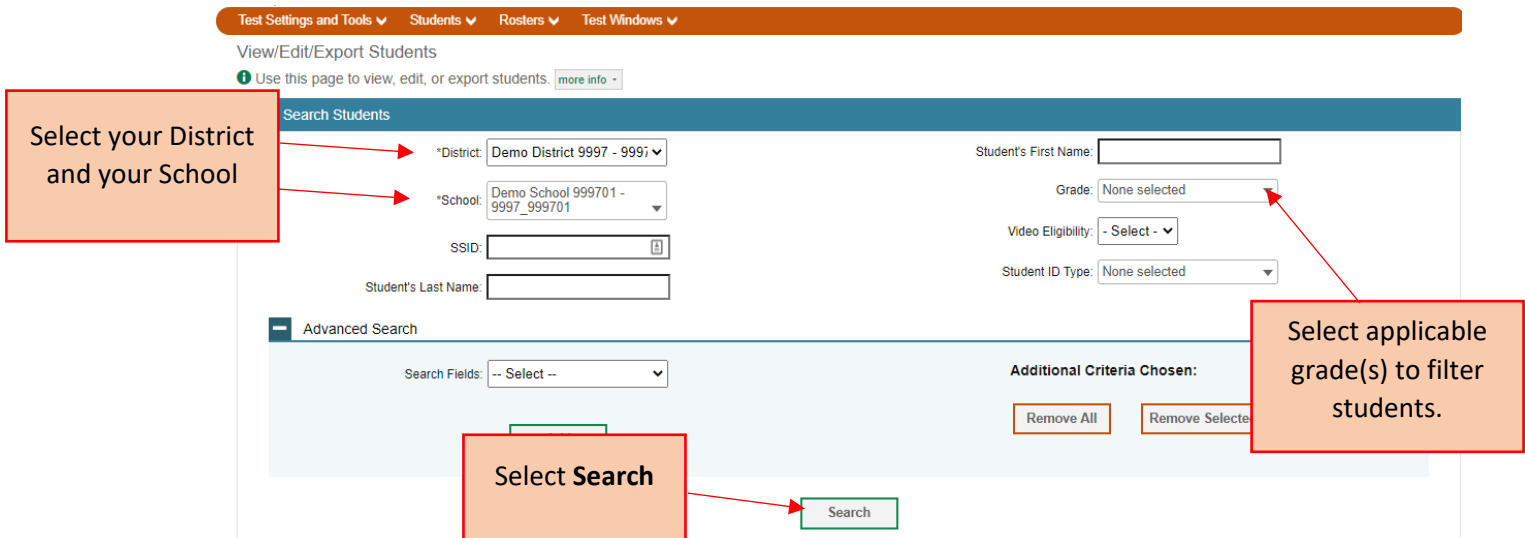 Test Settings and Tools Students Rosters Test Windows
View/Edit/Export Students
Use this page to view, edit, or export students. more info -
Search Students
Select your District
and your School
*District: Demo District 9997 - 9997
*School: Demo School 999701 -
9997_999701
SSID:
Student's Last Name:
Student's First Name:
Grade: None selected
Video Eligibility: - Select -
Student ID Type: None selected
Select applicable
grade(s) to filter
students.
Advanced Search
Search Fields: -- Select --
Additional Criteria Chosen:
Remove All Remove Selecte
Select Search
Search